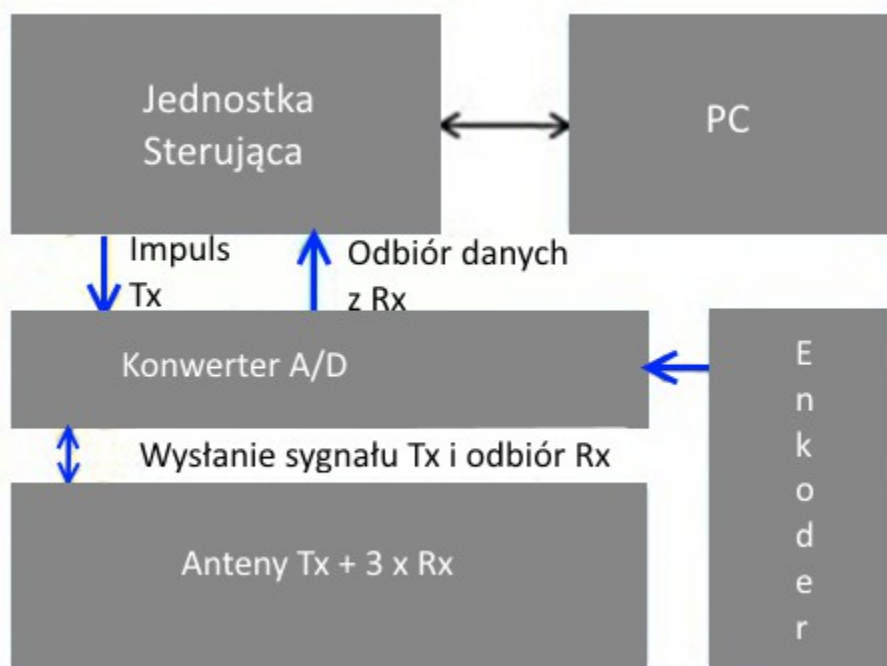 Jednostka
Sterująca
PC
Impuls
Tx
Odbiór danych
z Rx
Konwerter A/D
Wysłanie sygnału Tx i odbiór Rx
Anteny Tx + 3 x Rx
E
n
k
o
d
e
r